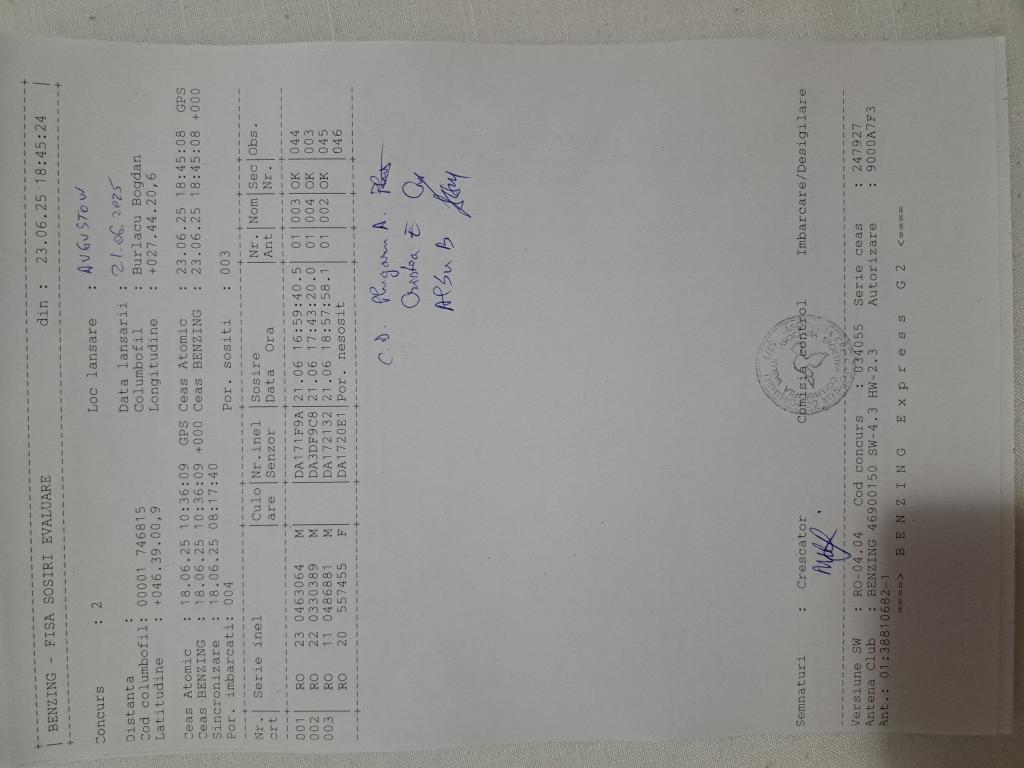 BENZING - FISA SOSIRI EVALUARE din : 23.06.25 18:45:24
Concurs : 2 Loc lansare : AUGUSTOW
Distanta : Data lansarii : 21.06.2025
Cod columbofil: 00001 746815 Columbofil : Burlacu Bogdan
Latitudine : +046.39.00,9 Longitudine : +027.44.20,6
Ceas Atomic : 18.06.25 10:36:09 GPS Ceas Atomic : 23.06.25 18:45:08 GPS
Ceas BENZING : 18.06.25 10:36:09 +000 Ceas BENZING : 23.06.25 18:45:08 +000
Sincronizare : 18.06.25 08:17:40
Por. imbarcati: 004 Por. sositi : 003
Nr.| Serie inel |Culo|Nr.inel |Sosire |Nr.|Nom|Sec|Obs.
crt| |are |Senzor |Data Ora |Ant| |Nr.|
001 | RO 23 0463064 M | |DA171F9A|21.06 16:59:40.5|01|003|OK |044
002 | RO 22 0330389 M | |DA3DF9C8|21.06 17:43:20.0|01|004|OK |003
003 | RO 11 0486881 M | |DA172132|21.06 18:57:58.1|01|002|OK |045
| RO 20 557455 F | |DA1720E1|Por. nesosit | | | |046
C.D.
Semnaturi : Crescator Comisia control Imbarcare/Desigilare
Versiune SW : RO-04.04 Cod concurs : 034055 Serie ceas : 247927
Antena Club : BENZING 46900150 SW-4.3 HW-2.3 Autorizare : 9000A7F3
Ant.: 01:38810682-1
====> B E N Z I N G E x p r e s s G 2 <====